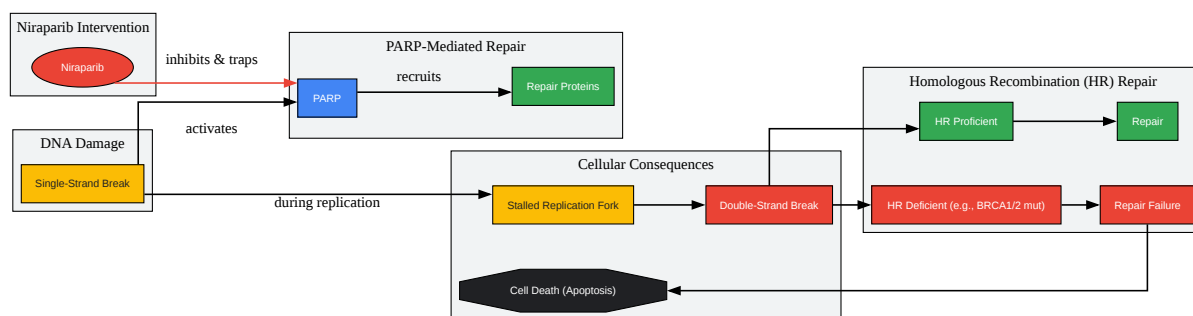 Niraparib Intervention
Niraparib
inhibits & traps
PARP-Mediated Repair
PARP
recruits
Repair Proteins
activates
DNA Damage
Single-Strand Break
during replication
Cellular Consequences
Stalled Replication Fork
Double-Strand Break
Cell Death (Apoptosis)
Homologous Recombination (HR) Repair
HR Proficient
Repair
HR Deficient (e.g., BRCA1/2 mut)
Repair Failure